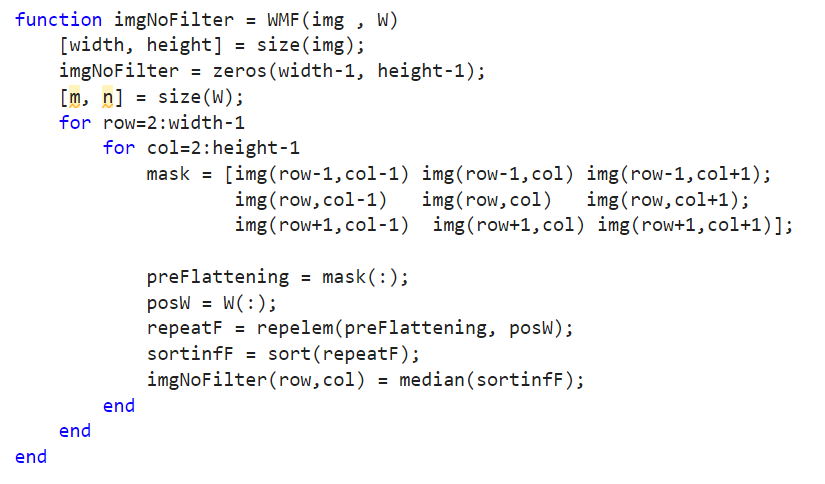 function imgNoFilter = WMF(img , W)
    [width, height] = size(img);
    imgNoFilter = zeros(width-1, height-1);
    [m, n] = size(W);
    for row=2:width-1
        for col=2:height-1
            mask = [img(row-1,col-1) img(row-1,col) img(row-1,col+1);
                    img(row,col-1)   img(row,col)   img(row,col+1);
                    img(row+1,col-1)  img(row+1,col) img(row+1,col+1)];

            preFlattening = mask(:);
            posW = W(:);
            repeatF = repelem(preFlattening, posW);
            sortinfF = sort(repeatF);
            imgNoFilter(row,col) = median(sortinfF);
        end
    end
end